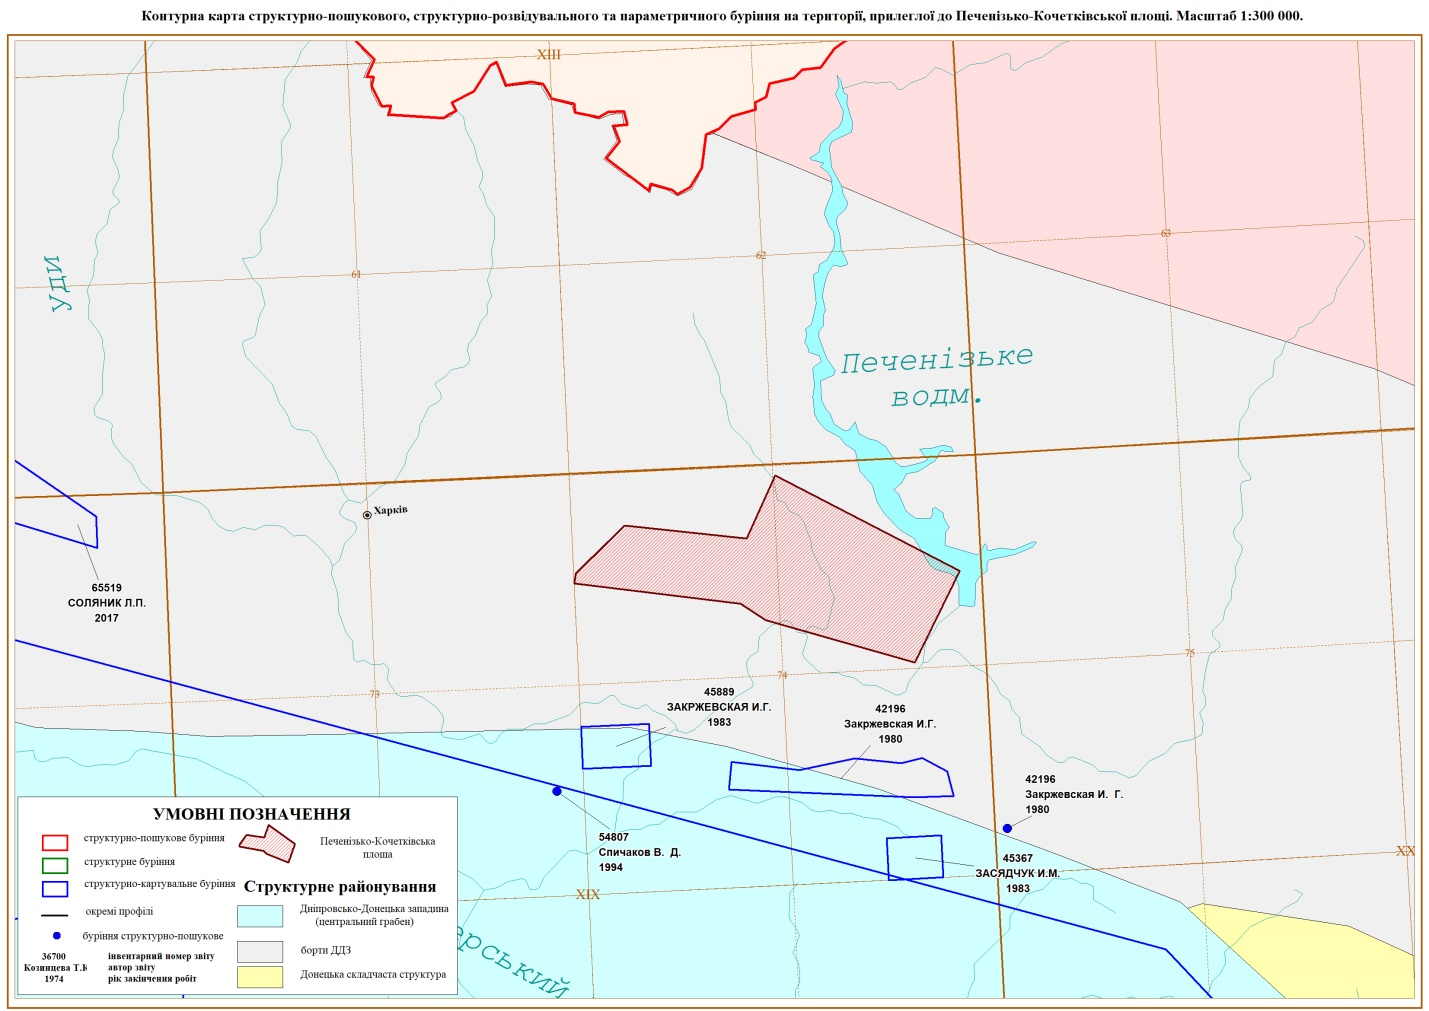 Контурна карта структурно-пошукового, структурно-розвідувального та параметричного буріння на території, прилеглої до Печенізько-Кочетківської площі. Масштаб 1:300 000.
XIII
63
62
61
Уди
Печенізьке
водм.
Харків
65519
СОЛЯНИК Л.П.
2017
75
74
73
45889
ЗАКРЖЕВСКАЯ И.Г.
1983
42196
Закржевская И.Г.
1980
42196
Закржевская И. Г.
1980
54807
Спичаков В. Д.
1994
45367
ЗАСЯДЧУК И.М.
1983
XX
XIX
ерський
УМОВНІ ПОЗНАЧЕННЯ
структурно-пошукове буріння
структурне буріння
структурно-картувальне буріння
окремі профілі
буріння структурно-пошукове
36700 інвентарний номер звіту
Козинцева Т.І автор звіту
1974 рік закінчення робіт
Печенізько-Кочетківська
площа
Структурне районування
Дніпровсько-Донецька западина
(центральний грабен)
борти ДДЗ
Донецька складчаста структура